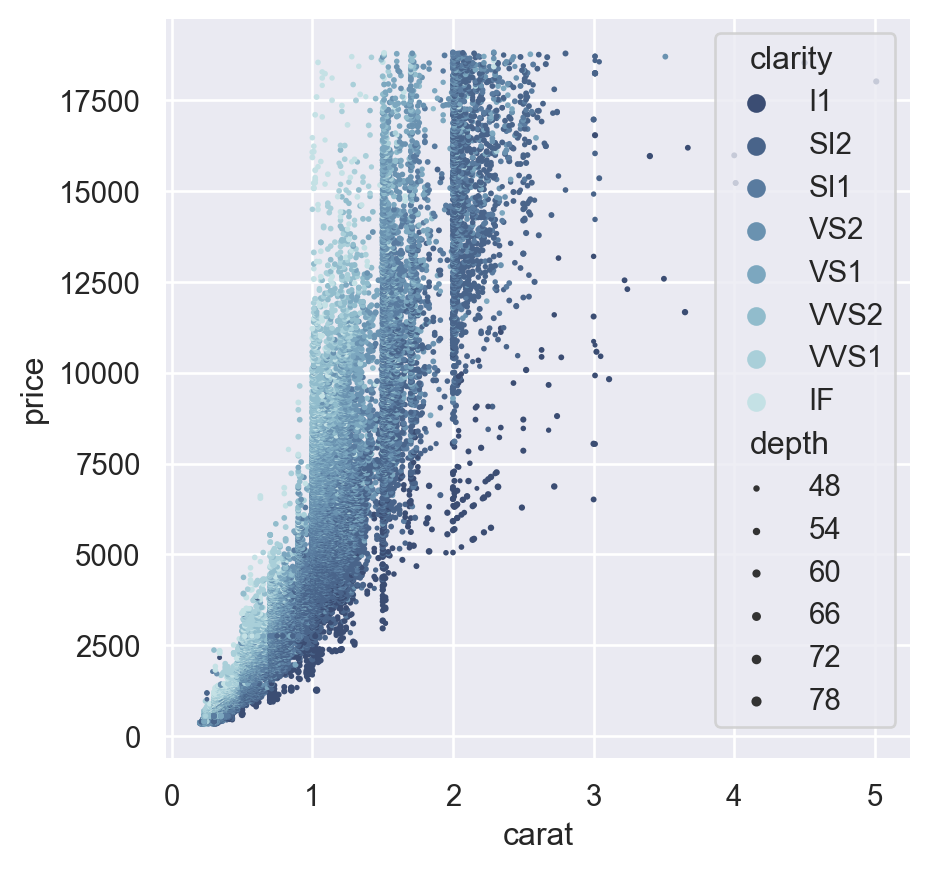 clarity
I1
SI2
SI1
VS2
VS1
VVS2
VVS1
IF
depth
48
54
60
66
72
78
17500
15000
12500
10000
7500
5000
2500
0
price
0 1 2 3 4 5
carat